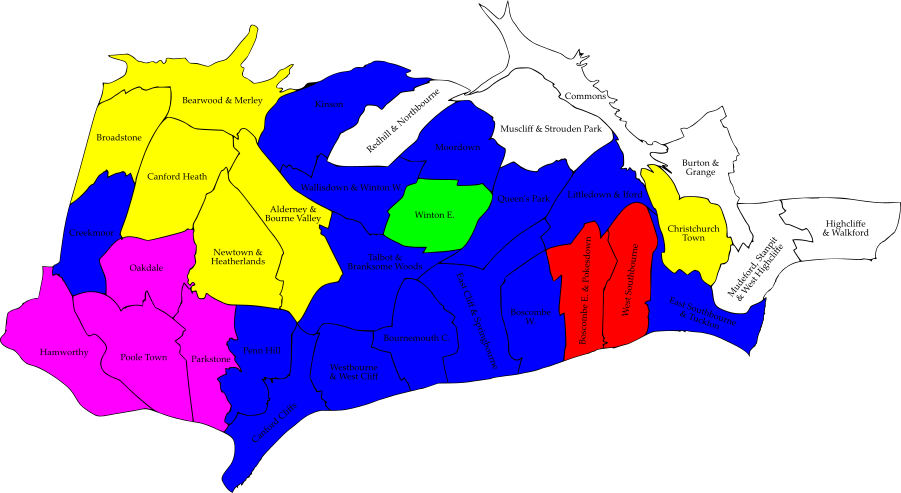 Commons
Bearwood & Merley
Kinson
Redhill & Northbourne
Muscliff & Strouden Park
Broadstone
Moordown
Burton &
Grange
Canford Heath
Wallisdown & Winton W.
Queen's Park
Littledown & Iford
Alderney &
Bourne Valley
Winton E.
Creekmoor
Christchurch
Town
Highcliffe
& Walkford
Newtown &
Heatherlands
Oakdale
Talbot &
Branksome Woods
Mudeford, Stanpit
& West Highcliffe
Boscombe E. & Pokesdown
West Southbourne
East Cliff & Springbourne
Boscombe
W.
East Southbourne
& Tuckton
Hamworthy
Poole Town
Parkstone
Penn Hill
Bournemouth C.
Westbourne
& West Cliff
Canford Cliffs